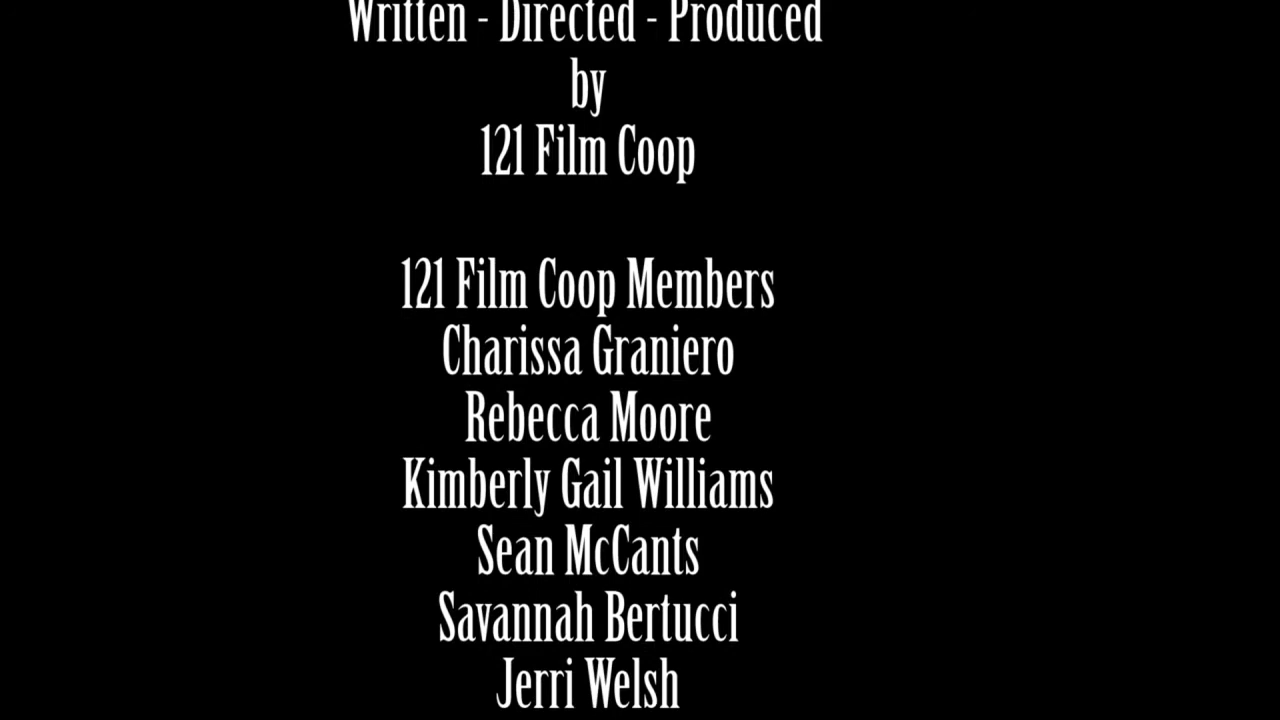 Written - Directed - Produced
by
121 Film Coop
121 Film Coop Members
Charissa Graniero
Rebecca Moore
Kimberly Gail Williams
Sean McCants
Savannah Bertucci
Jerri Welsh